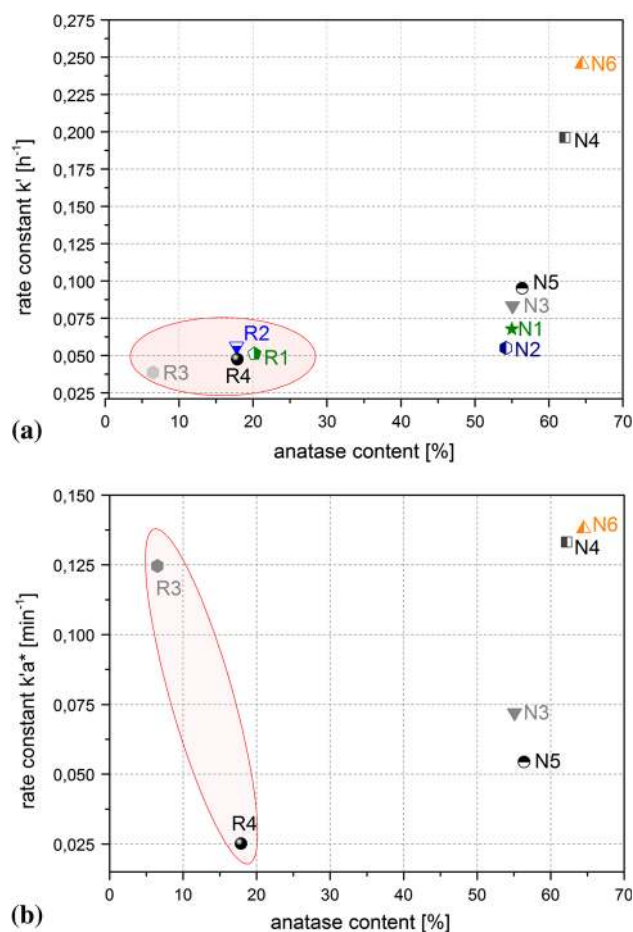 0,275
0,250
0,225
0,200
0,175
0,150
0,125
0,100
0,075
0,050
0,025
rate constant k' [h⁻¹]
N6
N4
N5
N3
N1
N2
R2
R1
R4
R3
0 10 20 30 40 50 60 70
anatase content [%]
(a)
0,150
0,125
0,100
0,075
0,050
0,025
rate constant k'a* [min⁻¹]
N6
N4
R3
N3
N5
R4
0 10 20 30 40 50 60 70
anatase content [%]
(b)